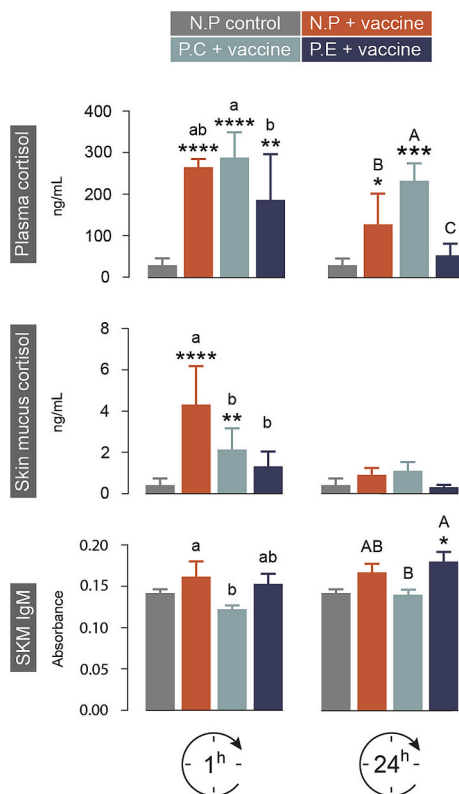 N.P control N.P + vaccine
P.C + vaccine P.E + vaccine
Plasma cortisol
ng/mL
400
300
200
100
0
ab
****
a
****
b
**
B
*
A
***
C
Skin mucus cortisol
ng/mL
8
6
4
2
0
a
****
b
**
b
SKM IgM
Absorbance
0.20
0.15
0.10
0.05
0.00
a
b
ab
AB
B
A
*
1h
24h